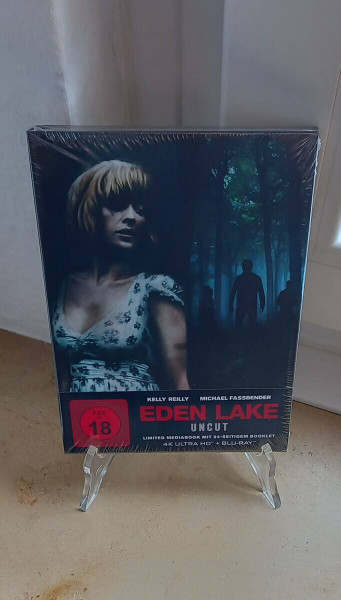 KELLY REILLY MICHAEL FASSBENDER
EDEN LAKE
UNCUT
LIMITED MEDIABOOK MIT 24-SEITIGEM BOOKLET
4K ULTRA HD + BLU-RAY
FSK
18